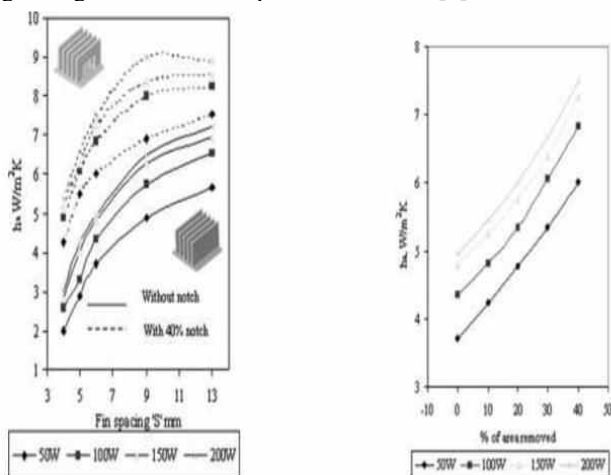 10
9
8
7
6
5
4
3
2
1
hₐ, W/m²K
Without notch
With 40% notch
3 5 7 9 11 13
Fin spacing 'S' mm
50W 100W 150W 200W
8
7
6
5
4
3
hₐ, W/m²K
-10 0 10 20 30 40 50
% of area removed
50W 100W 150W 200W